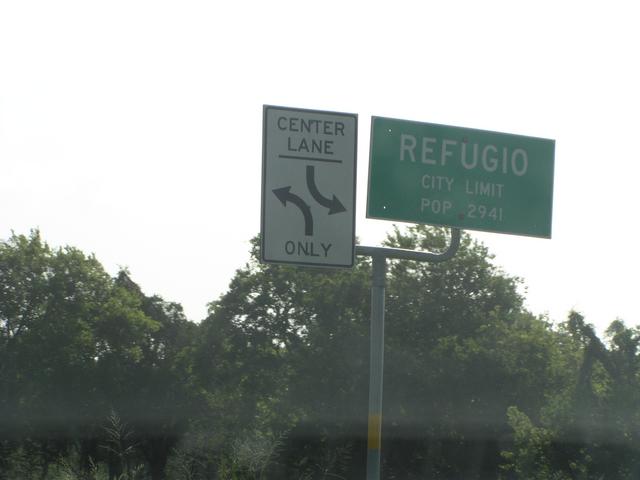 CENTER
LANE
ONLY
REFUGIO
CITY LIMIT
POP 2941